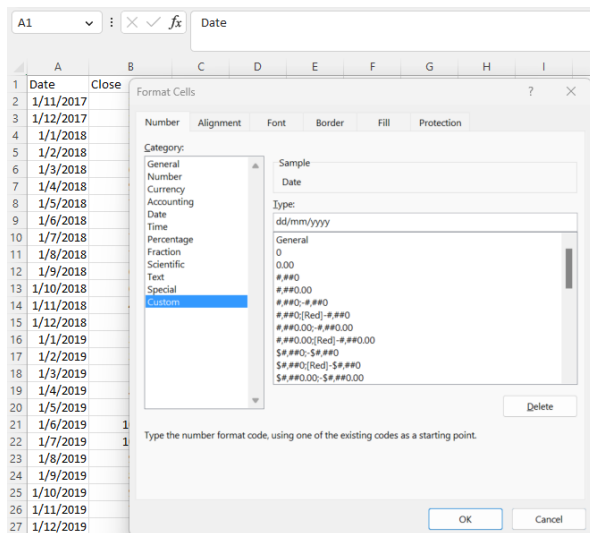 A1 fx Date
A B C D E F G H I
1 Date Close
2 1/11/2017
3 1/12/2017
4 1/1/2018
5 1/2/2018
6 1/3/2018
7 1/4/2018
8 1/5/2018
9 1/6/2018
10 1/7/2018
11 1/8/2018
12 1/9/2018
13 1/10/2018
14 1/11/2018
15 1/12/2018
16 1/1/2019
17 1/2/2019
18 1/3/2019
19 1/4/2019
20 1/5/2019
21 1/6/2019 1
22 1/7/2019 1
23 1/8/2019
24 1/9/2019
25 1/10/2019
26 1/11/2019
27 1/12/2019
Format Cells ? ×
Number Alignment Font Border Fill Protection
Category:
General
Number
Currency
Accounting
Date
Time
Percentage
Fraction
Scientific
Text
Special
Custom
Sample
Date
Type:
dd/mm/yyyy
General
0
0.00
#,##0
#,##0.00
#,##0;-#,##0
#,##0;[Red]-#,##0
#,##0.00;-#,##0.00
#,##0.00;[Red]-#,##0.00
$#,##0;-$#,##0
$#,##0;[Red]-$#,##0
$#,##0.00;-$#,##0.00
Delete
Type the number format code, using one of the existing codes as a starting point.
OK Cancel